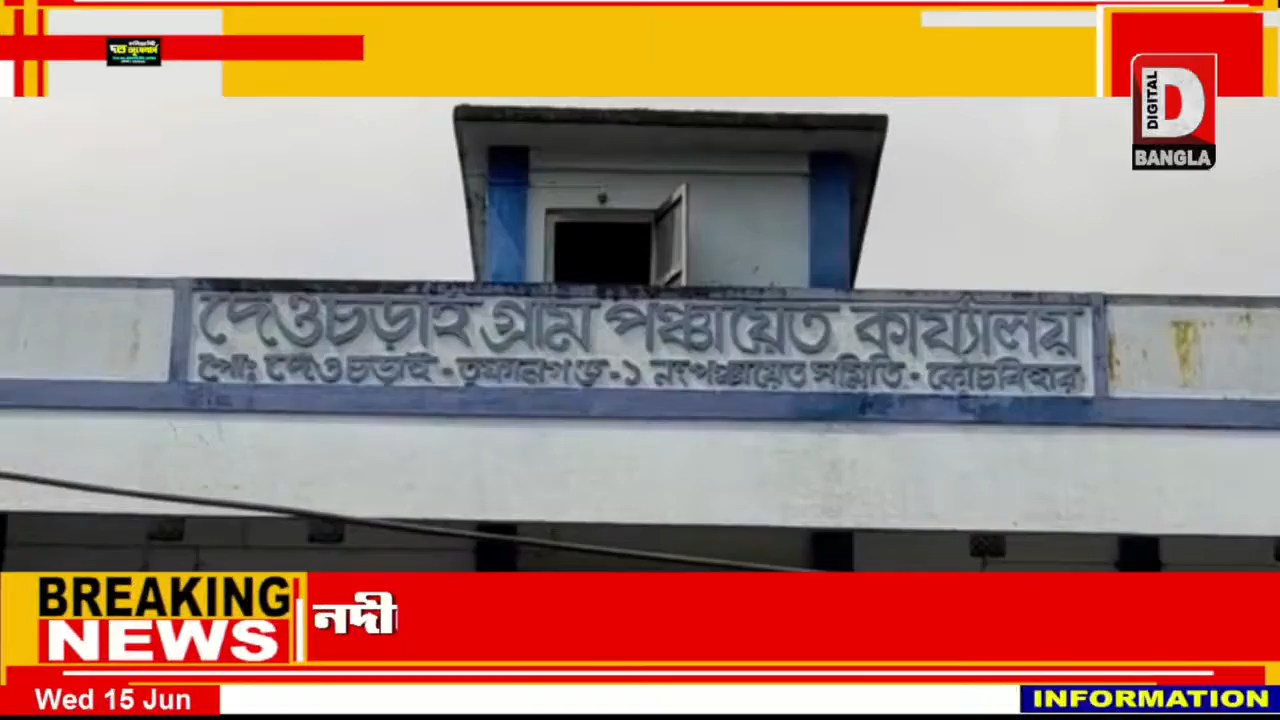 DIGITAL
D
BANGLA
দেওচড়াই গ্রাম পঞ্চায়েত কার্য্যালয়
পোঃ দেওচড়াই - তুফানগঞ্জ - ১ নং পঞ্চায়েত সমিতি - কোচবিহার
BREAKING
NEWS
নদী
Wed 15 Jun
INFORMATION